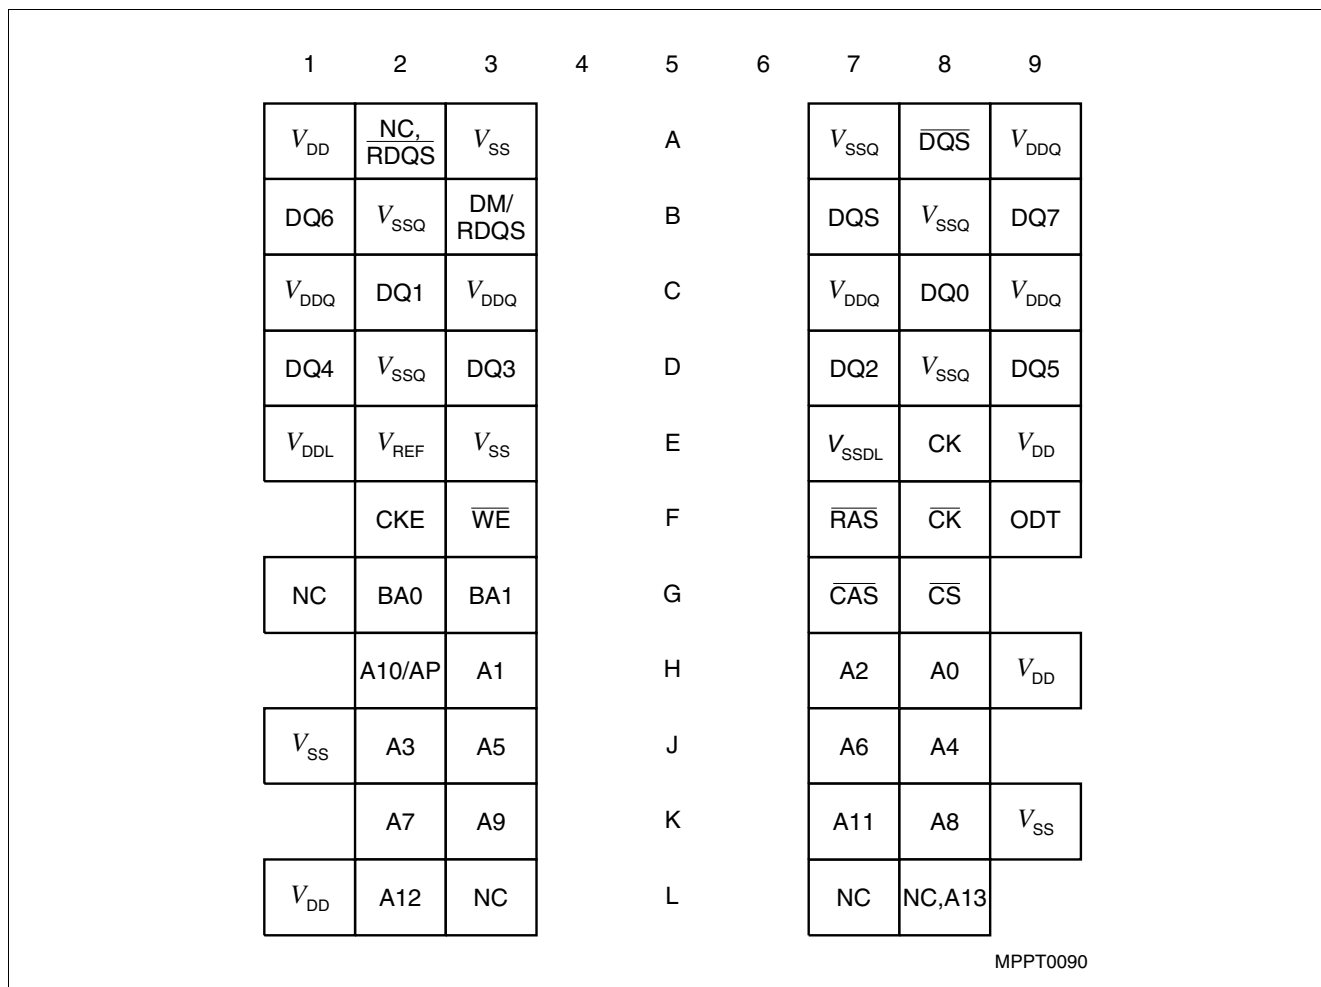 1 2 3 4 5 6 7 8 9
VDD NC, RDQS VSS A VSSQ DQS VDDQ
DQ6 VSSQ DM/ RDQS B DQS VSSQ DQ7
VDDQ DQ1 VDDQ C VDDQ DQ0 VDDQ
DQ4 VSSQ DQ3 D DQ2 VSSQ DQ5
VDDL VREF VSS E VSSDL CK VDD
CKE WE F RAS CK ODT
NC BA0 BA1 G CAS CS
A10/AP A1 H A2 A0 VDD
VSS A3 A5 J A6 A4
A7 A9 K A11 A8 VSS
VDD A12 NC L NC NC,A13
MPPT0090